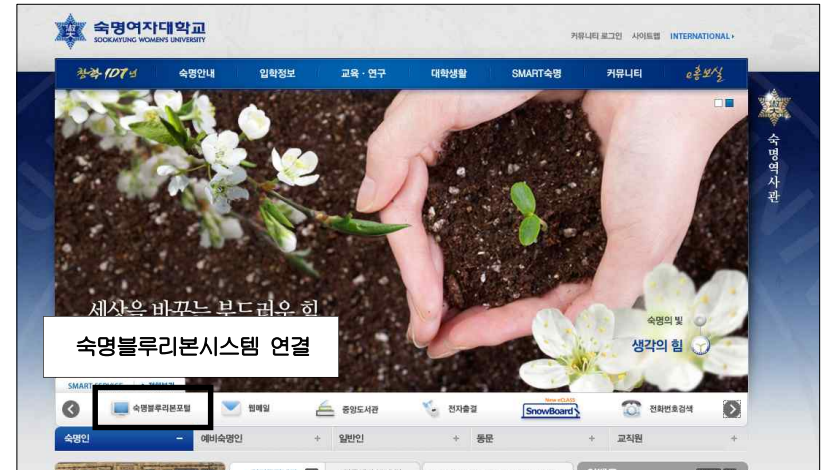 숙명여자대학교
SOOKMYUNG WOMEN'S UNIVERSITY
커뮤니티 로그인 사이트맵 INTERNATIONAL
창학 107년 숙명안내 입학정보 교육·연구 대학생활 SMART숙명 커뮤니티 e홍보실
숙명역사관
세상을 바꾸는 부드러운 힘
숙명의 빛
생각의 힘
숙명블루리본시스템 연결
숙명블루리본포털 웹메일 중앙도서관 전자출결 New eCLASS SnowBoard 전화번호검색
숙명인 예비숙명인 일반인 동문 교직원